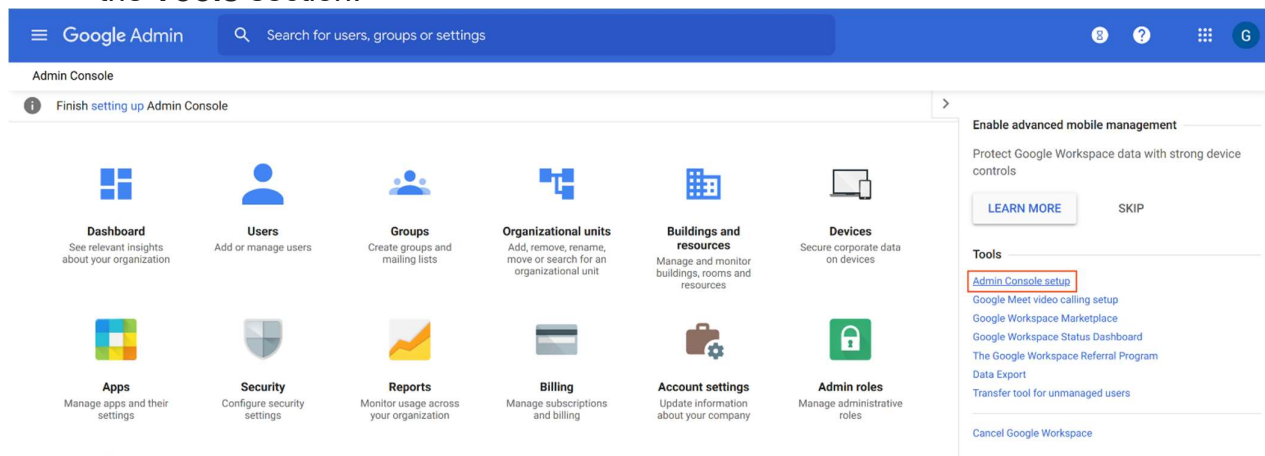 the Tools section.
Google Admin
Search for users, groups or settings
G
Admin Console
Finish setting up Admin Console
Dashboard
See relevant insights
about your organization
Users
Add or manage users
Groups
Create groups and
mailing lists
Organizational units
Add, remove, rename,
move or search for an
organizational unit
Buildings and
resources
Manage and monitor
buildings, rooms and
resources
Devices
Secure corporate data
on devices
Apps
Manage apps and their
settings
Security
Configure security
settings
Reports
Monitor usage across
your organization
Billing
Manage subscriptions
and billing
Account settings
Update information
about your company
Admin roles
Manage administrative
roles
Enable advanced mobile management
Protect Google Workspace data with strong device
controls
LEARN MORE SKIP
Tools
Admin Console setup
Google Meet video calling setup
Google Workspace Marketplace
Google Workspace Status Dashboard
The Google Workspace Referral Program
Data Export
Transfer tool for unmanaged users
Cancel Google Workspace